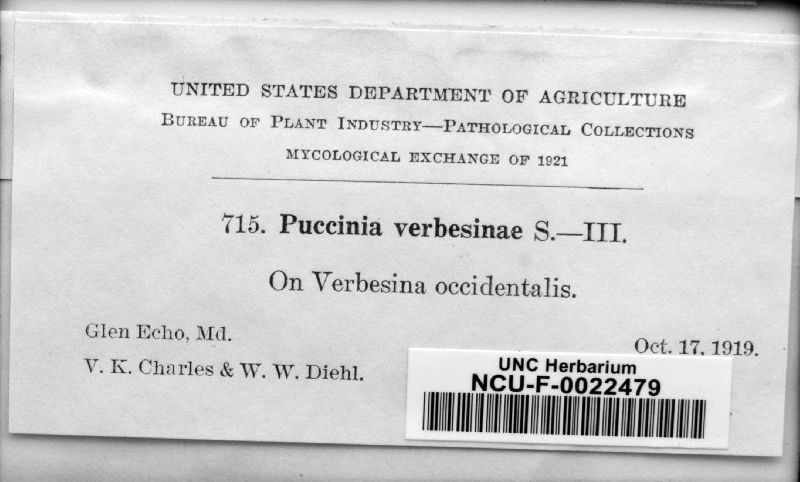 UNITED STATES DEPARTMENT OF AGRICULTURE
BUREAU OF PLANT INDUSTRY—PATHOLOGICAL COLLECTIONS
MYCOLOGICAL EXCHANGE OF 1921
715. Puccinia verbesinae S.—III.
On Verbesina occidentalis.
Glen Echo, Md.
Oct. 17, 1919.
V. K. Charles & W. W. Diehl.
UNC Herbarium
NCU-F-0022479